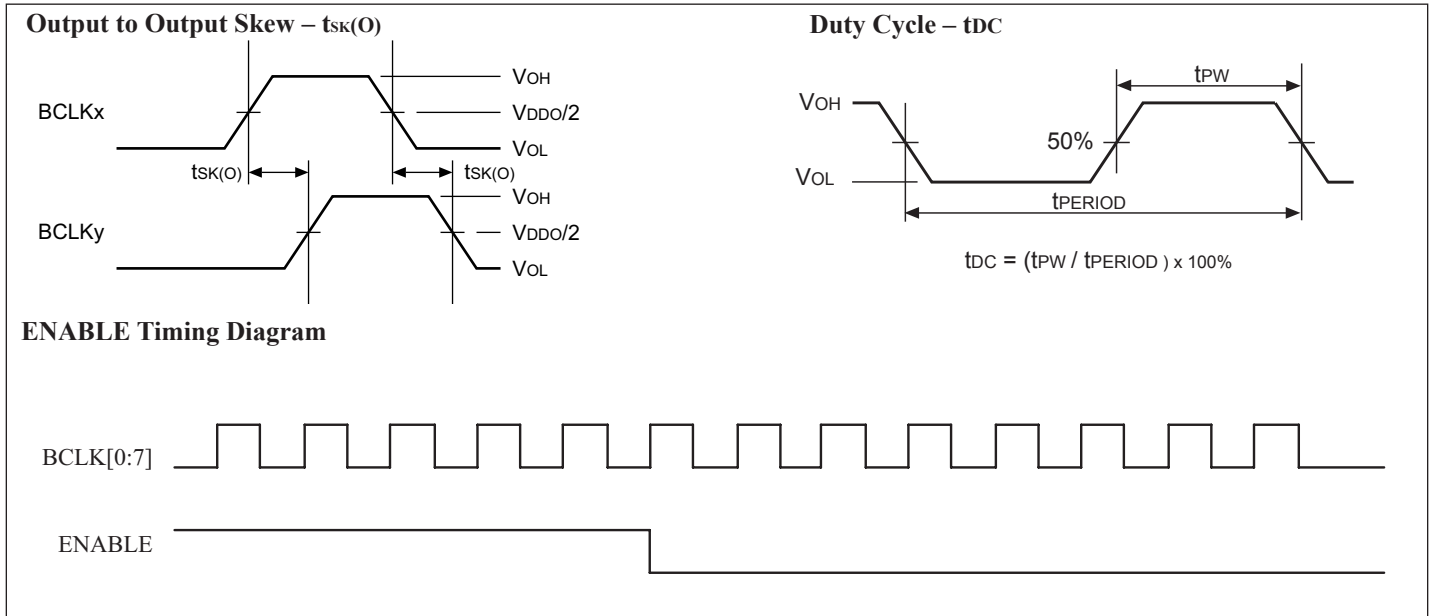 Output to Output Skew – tSK(O)
BCLKx
VOH
VDDO/2
VOL
tSK(O)
tSK(O)
BCLKy
VOH
VDDO/2
VOL
Duty Cycle – tDC
VOH
tPW
50%
VOL
tPERIOD
tDC = (tPW / tPERIOD ) x 100%
ENABLE Timing Diagram
BCLK[0:7]
ENABLE